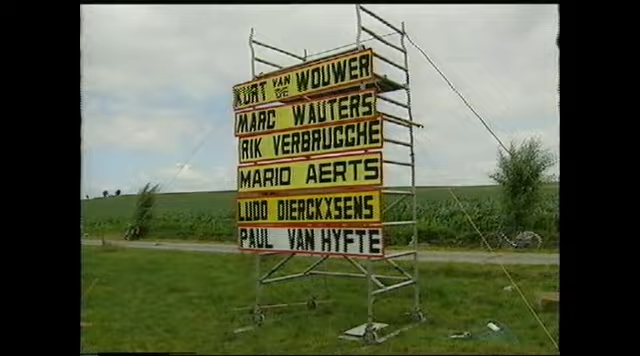 KURT VAN DE WOUWER
MARC WAUTERS
RIK VERBRUGGHE
MARIO AERTS
LUDO DIERCKXSENS
PAUL VAN HYFTE